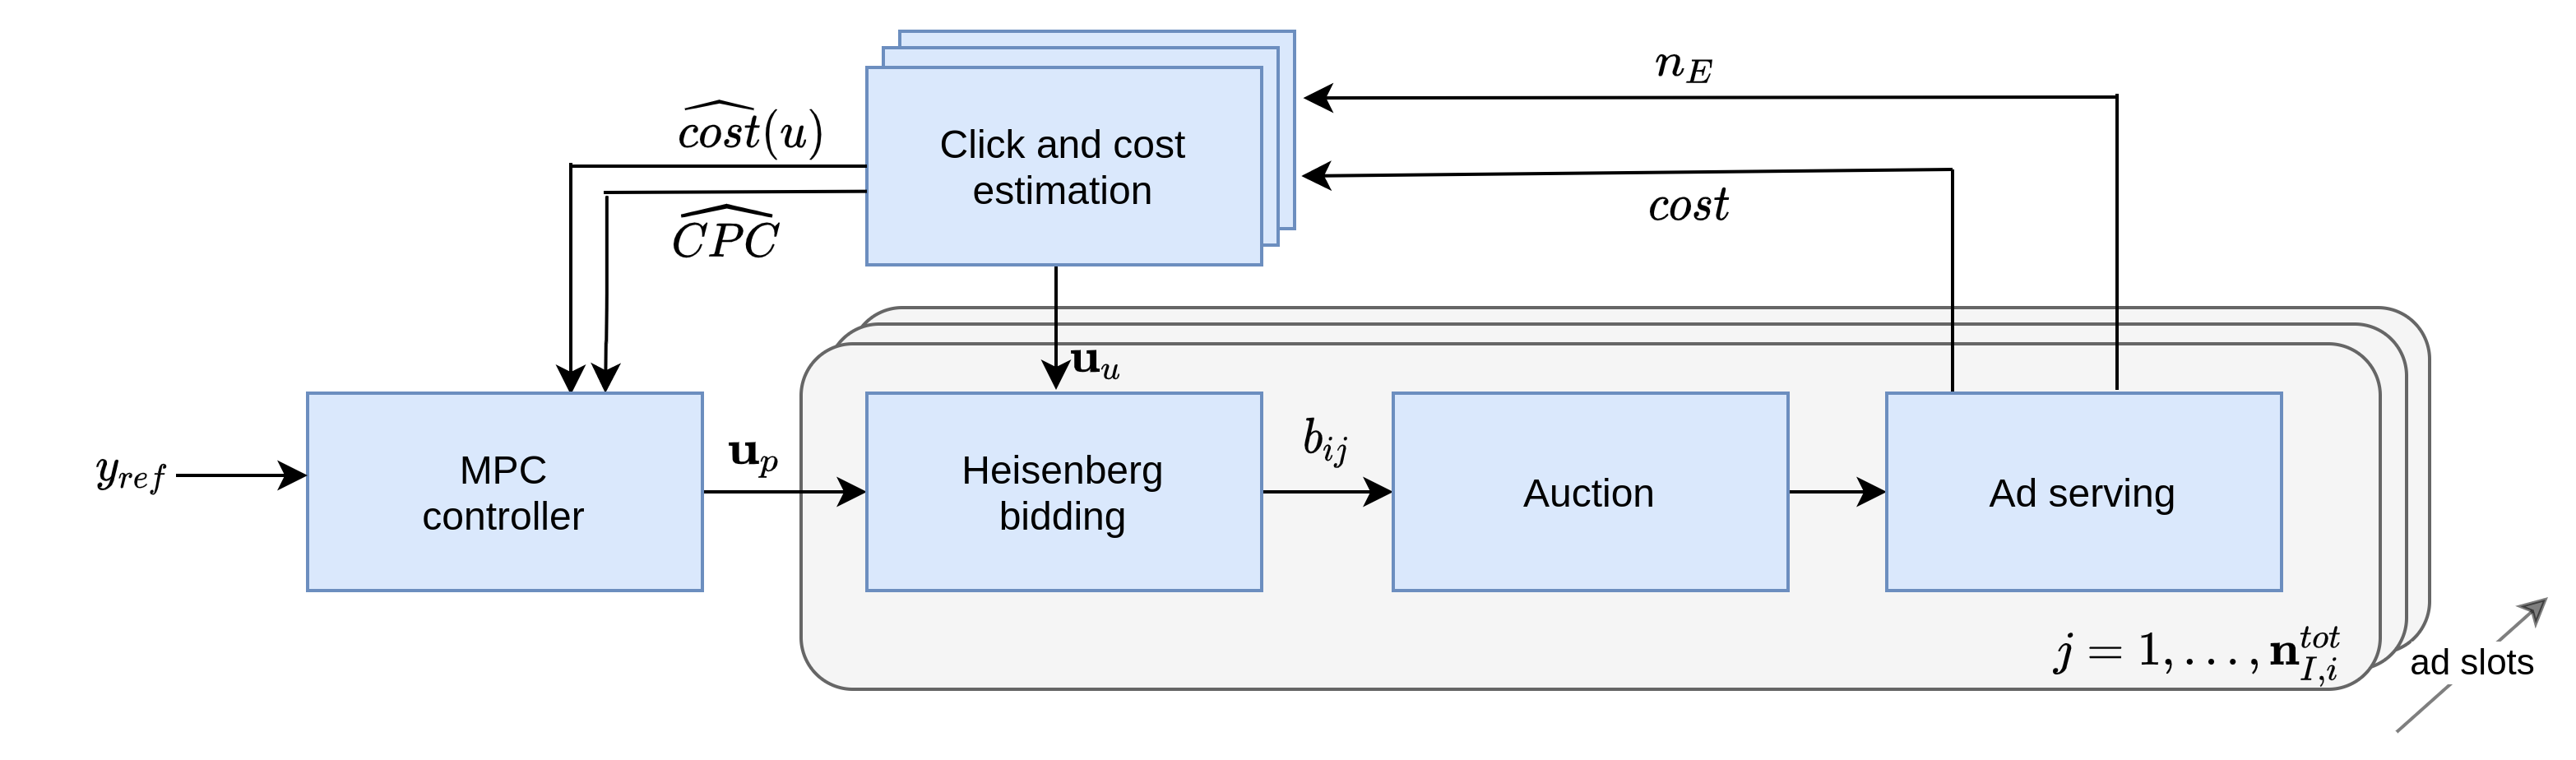 n_E
\widehat{cost}(u)
Click and cost
estimation
cost
\widehat{CPC}
\mathbf{u}_u
y_{ref}
MPC
controller
\mathbf{u}_p
Heisenberg
bidding
b_{ij}
Auction
Ad serving
j = 1, \ldots, \mathbf{n}_{I,i}^{tot}
ad slots